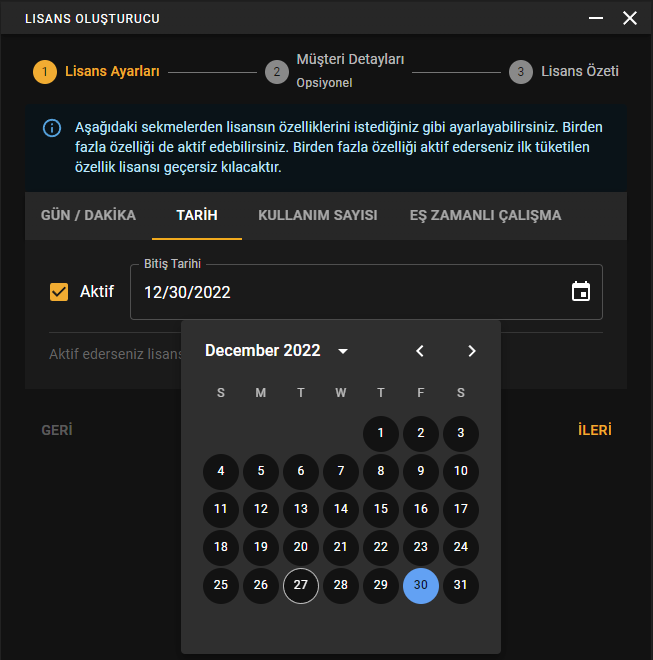 LISANS OLUŞTURUCU
1 Lisans Ayarları
2 Müşteri Detayları
Opsiyonel
3 Lisans Özeti
Aşağıdaki sekmelerden lisansın özelliklerini istediğiniz gibi ayarlayabilirsiniz. Birden
fazla özelliği de aktif edebilirsiniz. Birden fazla özelliği aktif ederseniz ilk tüketilen
özellik lisansı geçersiz kılacaktır.
GÜN / DAKİKA TARİH KULLANIM SAYISI EŞ ZAMANLI ÇALIŞMA
Bitiş Tarihi
Aktif 12/30/2022
Aktif ederseniz lisans
December 2022
S M T W T F S
1 2 3
4 5 6 7 8 9 10
11 12 13 14 15 16 17
18 19 20 21 22 23 24
25 26 27 28 29 30 31
GERİ İLERİ